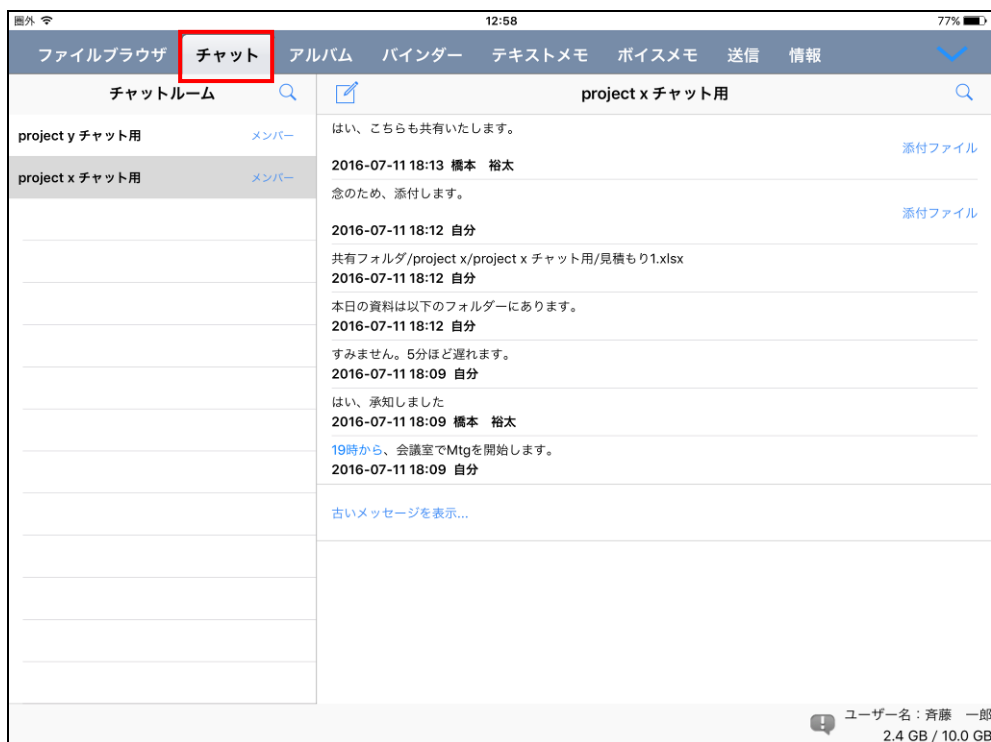 圏外 12:58 77%
ファイルブラウザ チャット アルバム バインダー テキストメモ ボイスメモ 送信 情報
チャットルーム
project y チャット用 メンバー
project x チャット用 メンバー
project x チャット用
はい、こちらも共有いたします。
添付ファイル
2016-07-11 18:13 橋本　裕太
念のため、添付します。
添付ファイル
2016-07-11 18:12 自分
共有フォルダ/project x/project x チャット用/見積もり1.xlsx
2016-07-11 18:12 自分
本日の資料は以下のフォルダーにあります。
2016-07-11 18:12 自分
すみません。5分ほど遅れます。
2016-07-11 18:09 自分
はい、承知しました
2016-07-11 18:09 橋本　裕太
19時から、会議室でMtgを開始します。
2016-07-11 18:09 自分
古いメッセージを表示...
ユーザー名：斉藤　一郎
2.4 GB / 10.0 GB